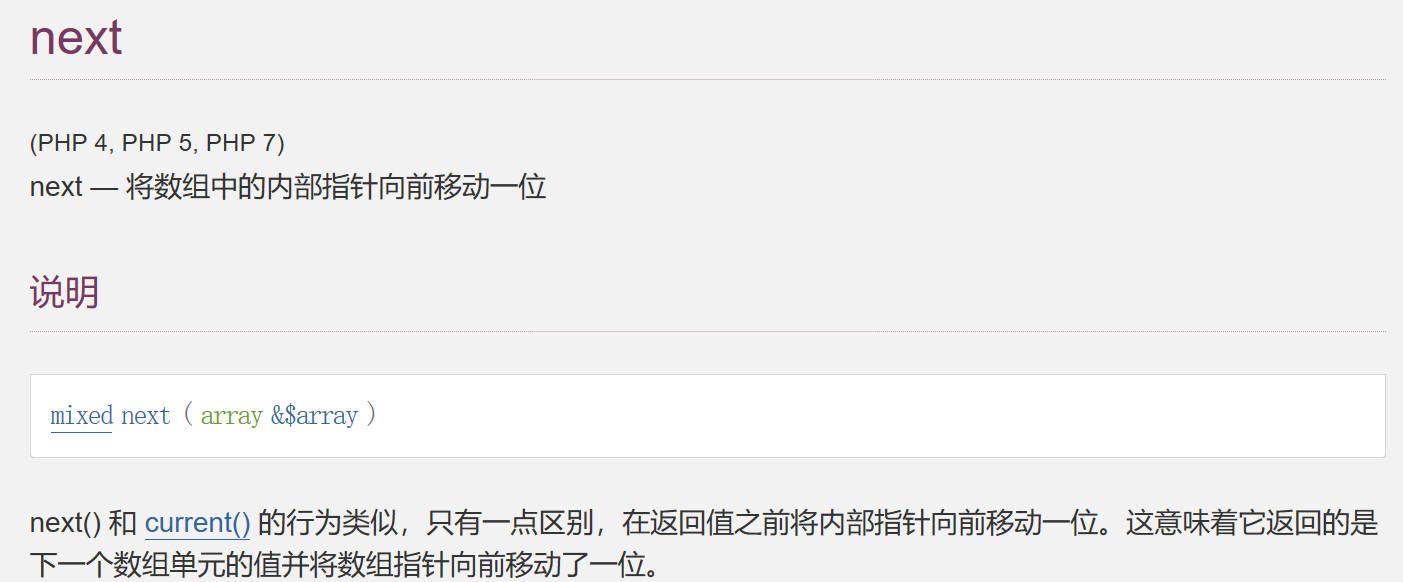 next
(PHP 4, PHP 5, PHP 7)
next — 将数组中的内部指针向前移动一位
说明
mixed next ( array &$array )
next() 和 current() 的行为类似，只有一点区别，在返回值之前将内部指针向前移动一位。这意味着它返回的是
下一个数组单元的值并将数组指针向前移动了一位。